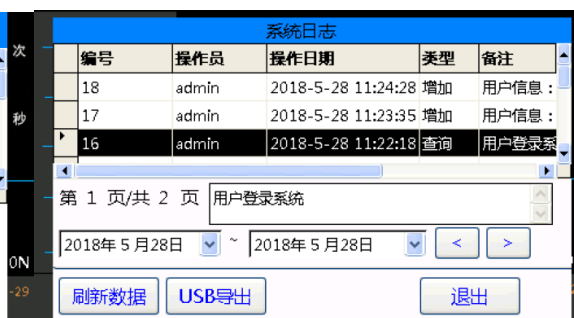 系统日志
次
编号 操作员 操作日期 类型 备注
18 admin 2018-5-28 11:24:28 增加 用户信息：
秒
17 admin 2018-5-28 11:23:35 增加 用户信息：
16 admin 2018-5-28 11:22:18 查询 用户登录系
第 1 页/共 2 页 用户登录系统
2018年 5月28日 ~ 2018年 5月28日 < >
0N
-29
刷新数据 USB导出 退出